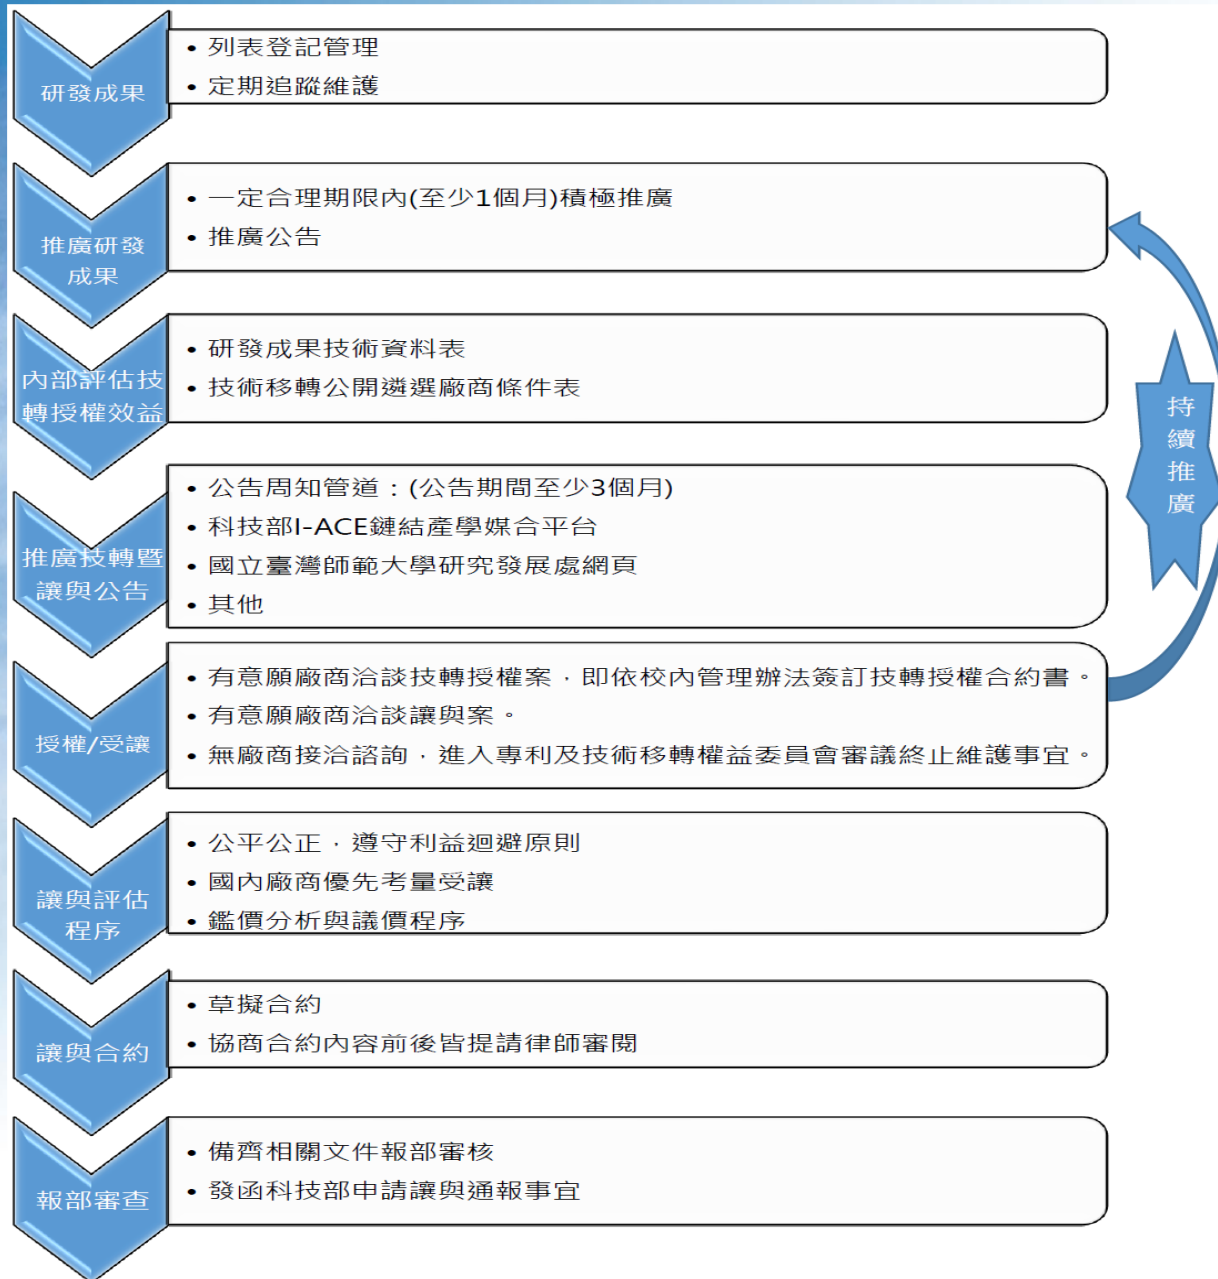 研發成果
• 列表登記管理
• 定期追蹤維護
推廣研發
成果
• 一定合理期限內(至少1個月)積極推廣
• 推廣公告
內部評估技
轉授權效益
• 研發成果技術資料表
• 技術移轉公開遴選廠商條件表
推廣技轉暨
讓與公告
• 公告周知管道：(公告期間至少3個月)
• 科技部I-ACE鏈結產學媒合平台
• 國立臺灣師範大學研究發展處網頁
• 其他
授權/受讓
• 有意願廠商洽談技轉授權案，即依校內管理辦法簽訂技轉授權合約書。
• 有意願廠商洽談讓與案。
• 無廠商接洽諮詢，進入專利及技術移轉權益委員會審議終止維護事宜。
讓與評估
程序
• 公平公正，遵守利益迴避原則
• 國內廠商優先考量受讓
• 鑑價分析與議價程序
讓與合約
• 草擬合約
• 協商合約內容前後皆提請律師審閱
報部審查
• 備齊相關文件報部審核
• 發函科技部申請讓與通報事宜
持
續
推
廣